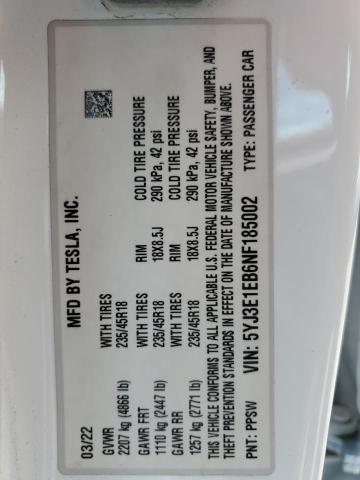 MFD BY TESLA, INC.
03/22
GVWR WITH TIRES RIM COLD TIRE PRESSURE
2207 kg (4866 lb) 235/45R18 18X8.5J 290 kPa, 42 psi
GAWR FRT WITH TIRES RIM COLD TIRE PRESSURE
1110 kg (2447 lb) 235/45R18 18X8.5J 290 kPa, 42 psi
GAWR RR
1257 kg (2771 lb)
THIS VEHICLE CONFORMS TO ALL APPLICABLE U.S. FEDERAL MOTOR VEHICLE SAFETY, BUMPER, AND
THEFT PREVENTION STANDARDS IN EFFECT ON THE DATE OF MANUFACTURE SHOWN ABOVE.
VIN: 5YJ3E1EB6NF185002
PNT: PPSW TYPE: PASSENGER CAR